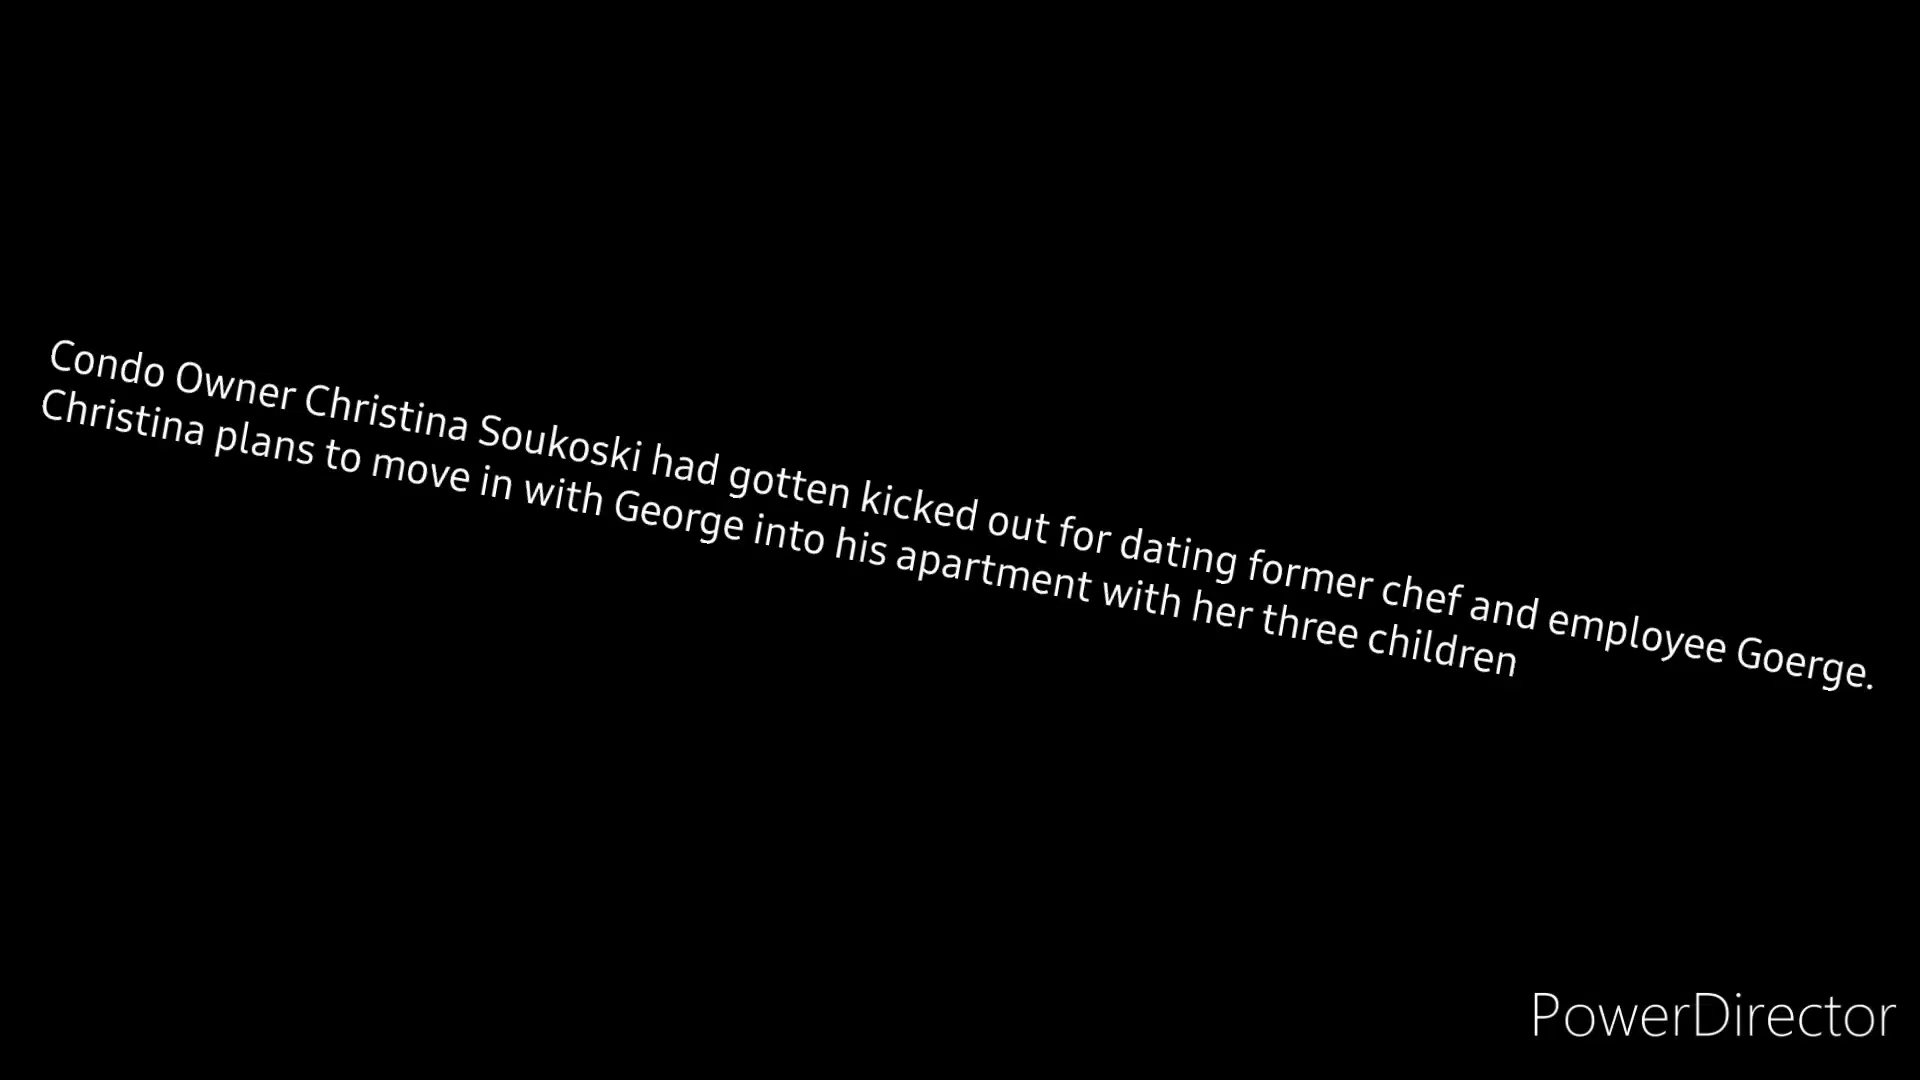 Condo Owner Christina Soukoski had gotten kicked out for dating former chef and employee Goerge.
Christina plans to move in with George into his apartment with her three children
PowerDirector